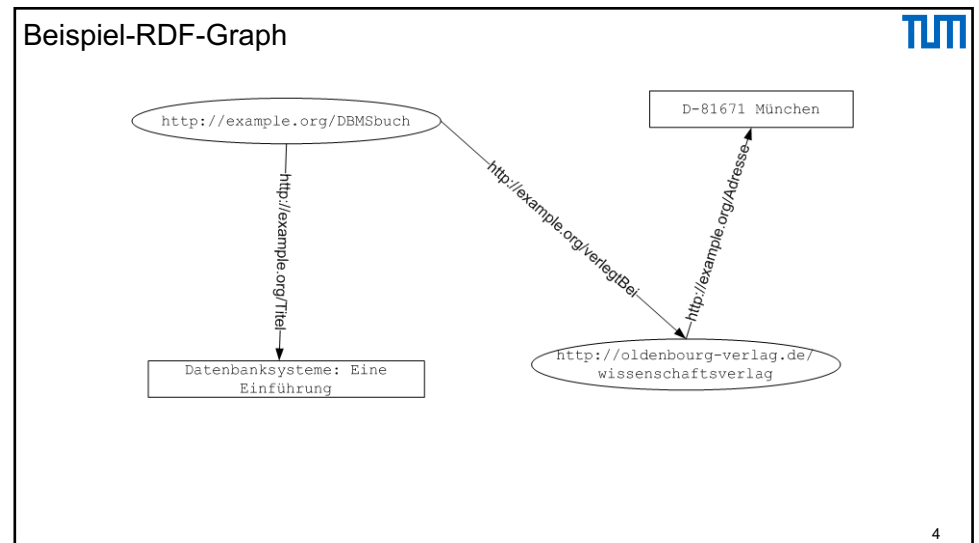 Beispiel-RDF-Graph
TUM
http://example.org/DBMSbuch
D-81671 München
http://example.org/Titel
http://example.org/verlegtBei
http://example.org/Adresse
Datenbanksysteme: Eine
Einführung
http://oldenbourg-verlag.de/
wissenschaftsverlag
4